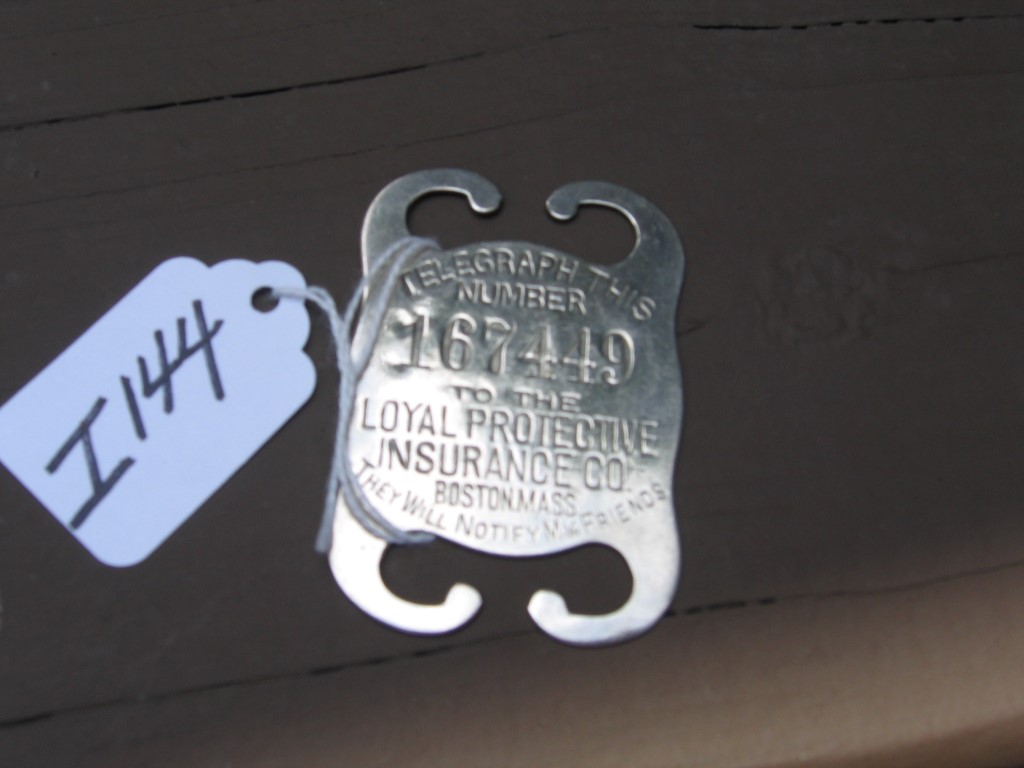 TELEGRAPH THIS
NUMBER
167449
TO THE
LOYAL PROTECTIVE
INSURANCE CO
BOSTON.MASS.
THEY WILL NOTIFY MY FRIENDS
I144